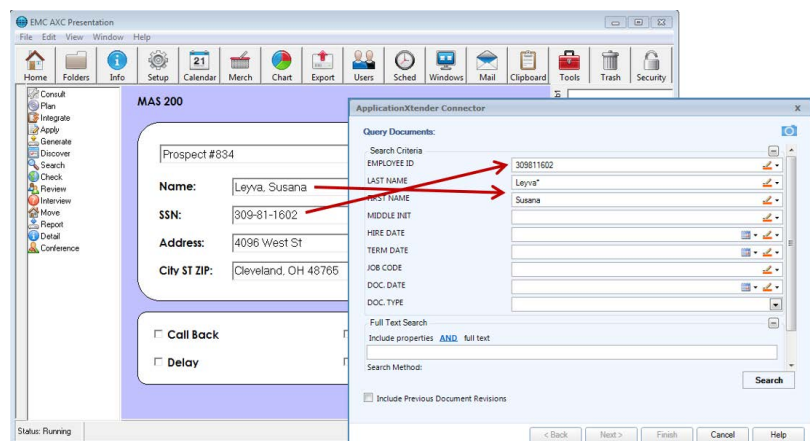 EMC AXC Presentation
File Edit View Window Help
Home Folders Info Setup Calendar Merch Chart Export Users Sched Windows Mail Clipboard Tools Trash Security
21
Consult
Plan
Integrate
Apply
Generate
Discover
Search
Check
Review
Interview
Move
Report
Detail
Conference
MAS 200
Prospect #834
Name: Leyva, Susana
SSN: 309-81-1602
Address: 4096 West St
City ST ZIP: Cleveland, OH 48765
Call Back
Delay
Status: Running
ApplicationXtender Connector X
Query Documents:
Search Criteria
EMPLOYEE ID 309811602
LAST NAME Leyva*
FIRST NAME Susana
MIDDLE INIT
HIRE DATE
TERM DATE
JOB CODE
DOC. DATE
DOC. TYPE
Full Text Search
Include properties AND full text
Search Method:
Search
Include Previous Document Revisions
< Back Next > Finish Cancel Help